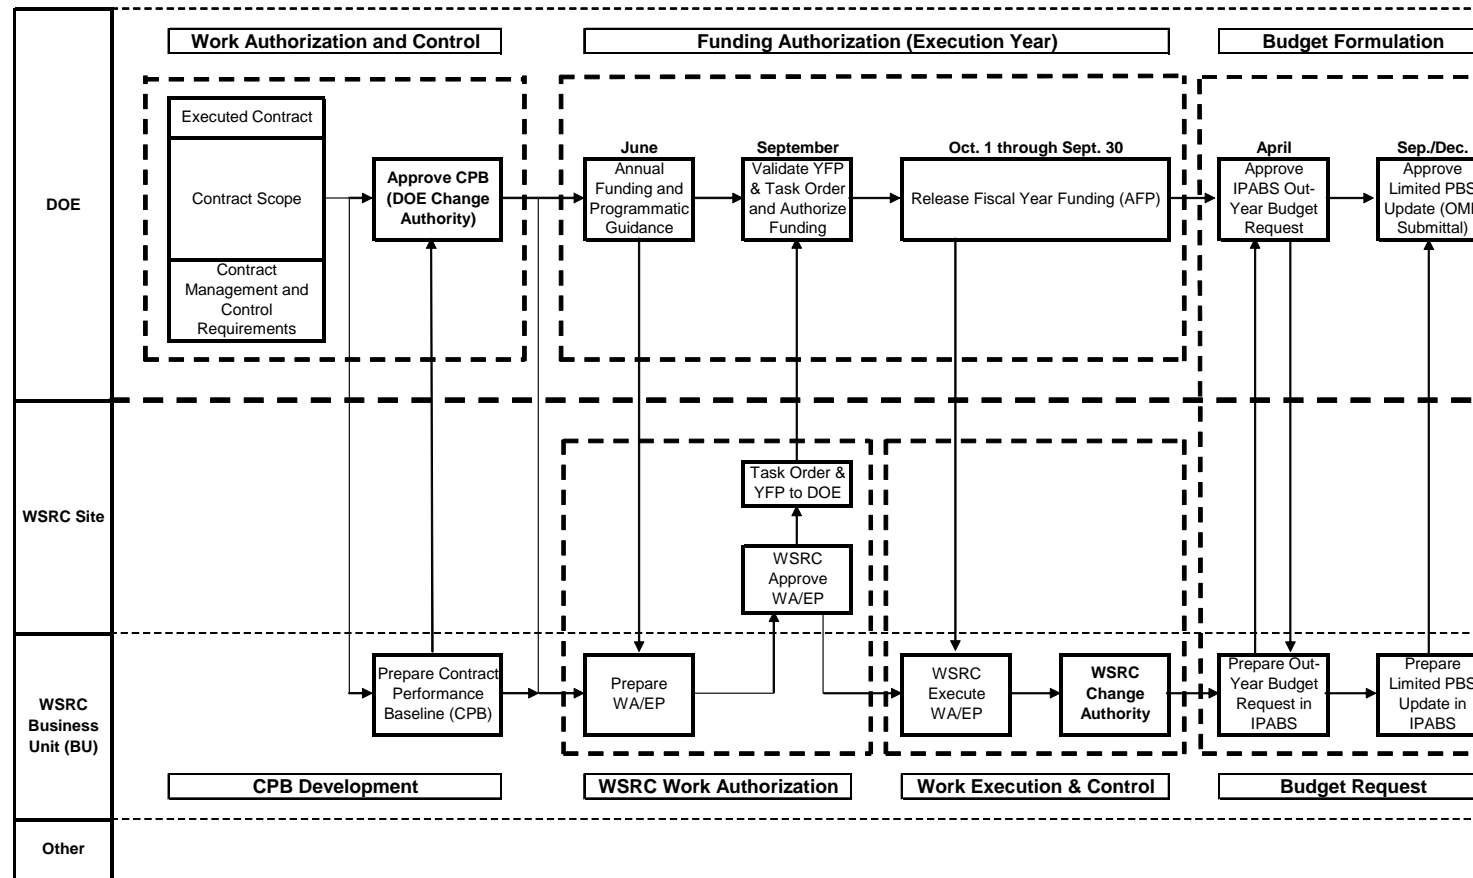 Work Authorization and Control
Funding Authorization (Execution Year)
Budget Formulation
DOE
Executed Contract
Contract Scope
Contract
Management and
Control
Requirements
Approve CPB
(DOE Change
Authority)
June
Annual
Funding and
Programmatic
Guidance
September
Validate YFP
& Task Order
and Authorize
Funding
Oct. 1 through Sept. 30
Release Fiscal Year Funding (AFP)
April
Approve
IPABS Out-
Year Budget
Request
Sep./Dec.
Approve
Limited PBS
Update (OM
Submittal)
WSRC Site
Task Order &
YFP to DOE
WSRC
Approve
WA/EP
WSRC
Business
Unit (BU)
Prepare Contract
Performance
Baseline (CPB)
Prepare
WA/EP
WSRC
Execute
WA/EP
WSRC
Change
Authority
Prepare Out-
Year Budget
Request in
IPABS
Prepare
Limited PBS
Update in
IPABS
CPB Development
WSRC Work Authorization
Work Execution & Control
Budget Request
Other